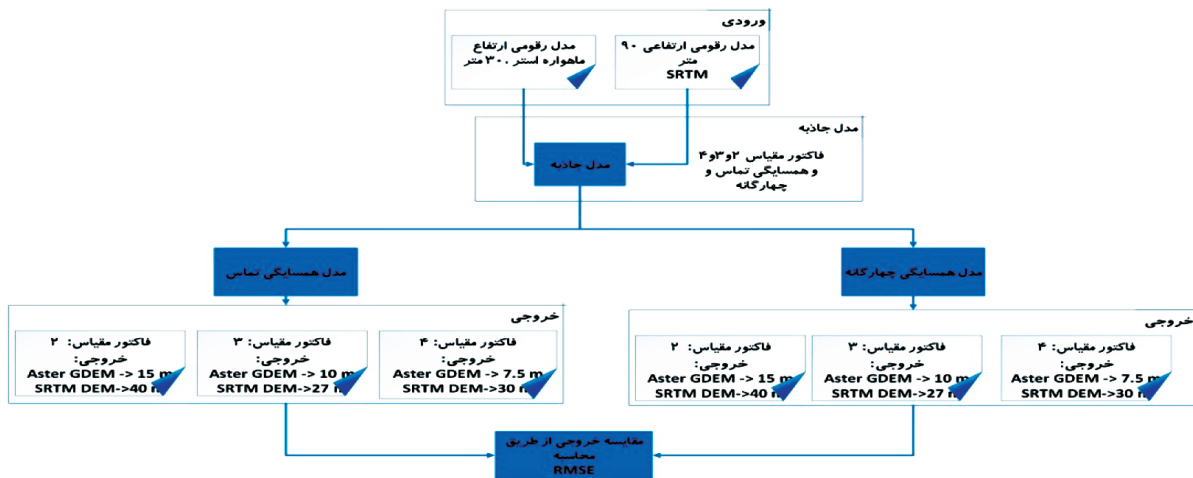 ورودی
مدل رقومی ارتفاعی ۹۰
متر
SRTM
مدل رقومی ارتفاع
ماهواره استر ۳۰۰ متر
مدل جاذبه
فاکتور مقیاس ۲و۳و۴
و همسایگی تماس و
چهارگانه
مدل جاذبه
مدل همسایگی چهارگانه
مدل همسایگی تماس
خروجی
فاکتور مقیاس: ۴
خروجی:
Aster GDEM -> 7.5 m
SRTM DEM->30 m
فاکتور مقیاس: ۳
خروجی:
Aster GDEM -> 10 m
SRTM DEM->27 m
فاکتور مقیاس: ۲
خروجی:
Aster GDEM -> 15 m
SRTM DEM->40 m
خروجی
فاکتور مقیاس: ۴
خروجی:
Aster GDEM -> 7.5 m
SRTM DEM->30 m
فاکتور مقیاس: ۳
خروجی:
Aster GDEM -> 10 m
SRTM DEM->27 m
فاکتور مقیاس: ۲
خروجی:
Aster GDEM -> 15 m
SRTM DEM->40 m
مقایسه خروجی از طریق
محاسبه
RMSE